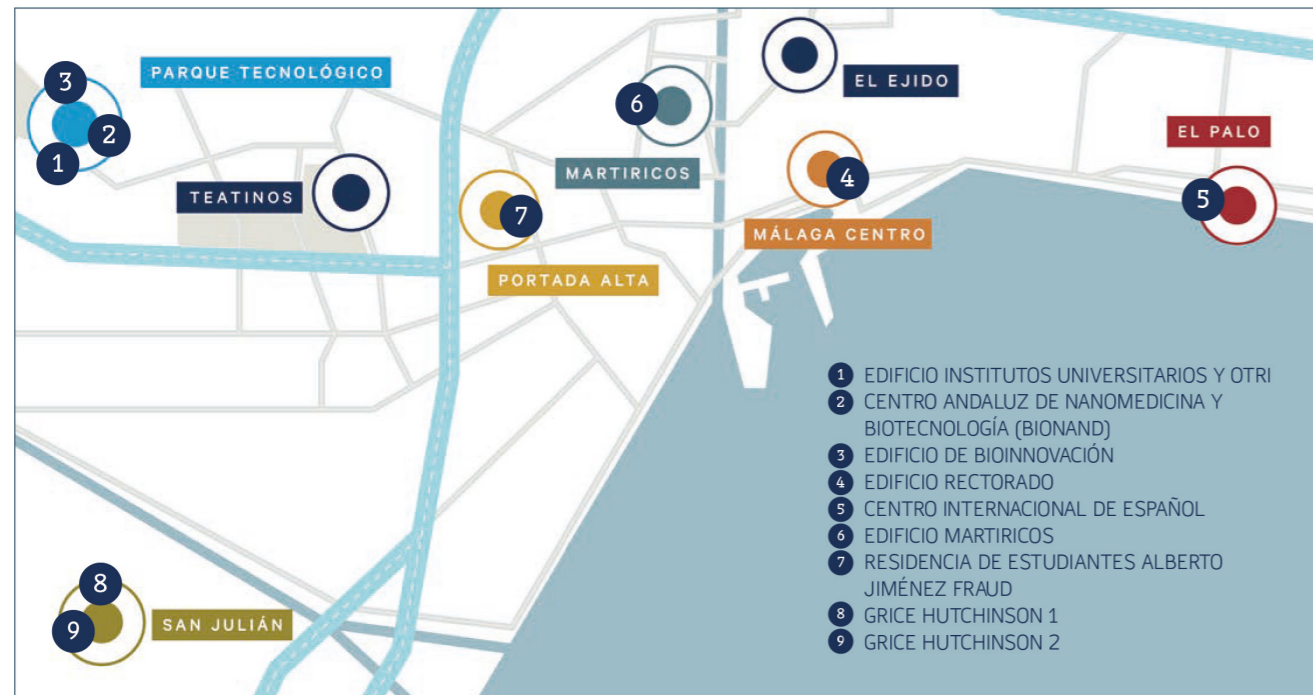 3
PARQUE TECNOLÓGICO
2
1
6
EL EJIDO
EL PALO
MARTIRICOS
TEATINOS
4
5
7
MÁLAGA CENTRO
PORTADA ALTA
1 EDIFICIO INSTITUTOS UNIVERSITARIOS Y OTRI
2 CENTRO ANDALUZ DE NANOMEDICINA Y
BIOTECNOLOGÍA (BIONAND)
3 EDIFICIO DE BIOINNOVACIÓN
4 EDIFICIO RECTORADO
5 CENTRO INTERNACIONAL DE ESPAÑOL
6 EDIFICIO MARTIRICOS
7 RESIDENCIA DE ESTUDIANTES ALBERTO
JIMÉNEZ FRAUD
8 GRICE HUTCHINSON 1
9 GRICE HUTCHINSON 2
8
9
SAN JULIÁN